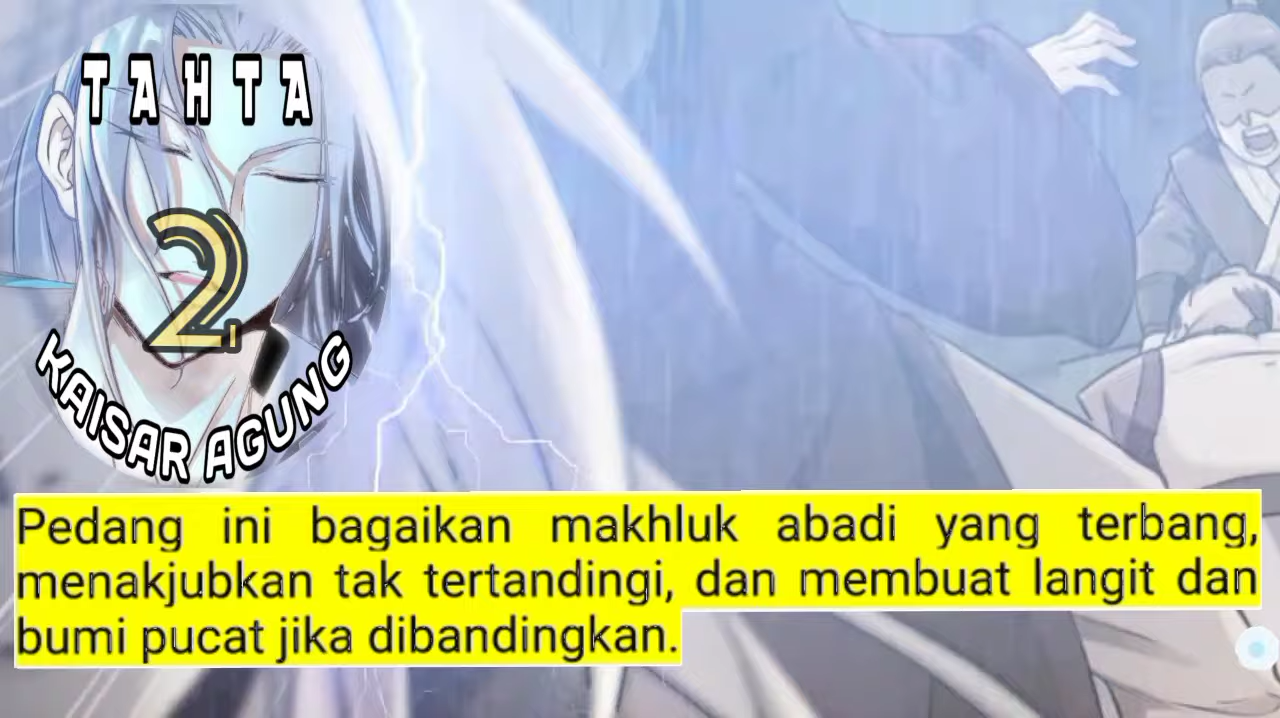 TAHTA
2
KAISAR AGUNG
Pedang ini bagaikan makhluk abadi yang terbang,
menakjubkan tak tertandingi, dan membuat langit dan
bumi pucat jika dibandingkan.